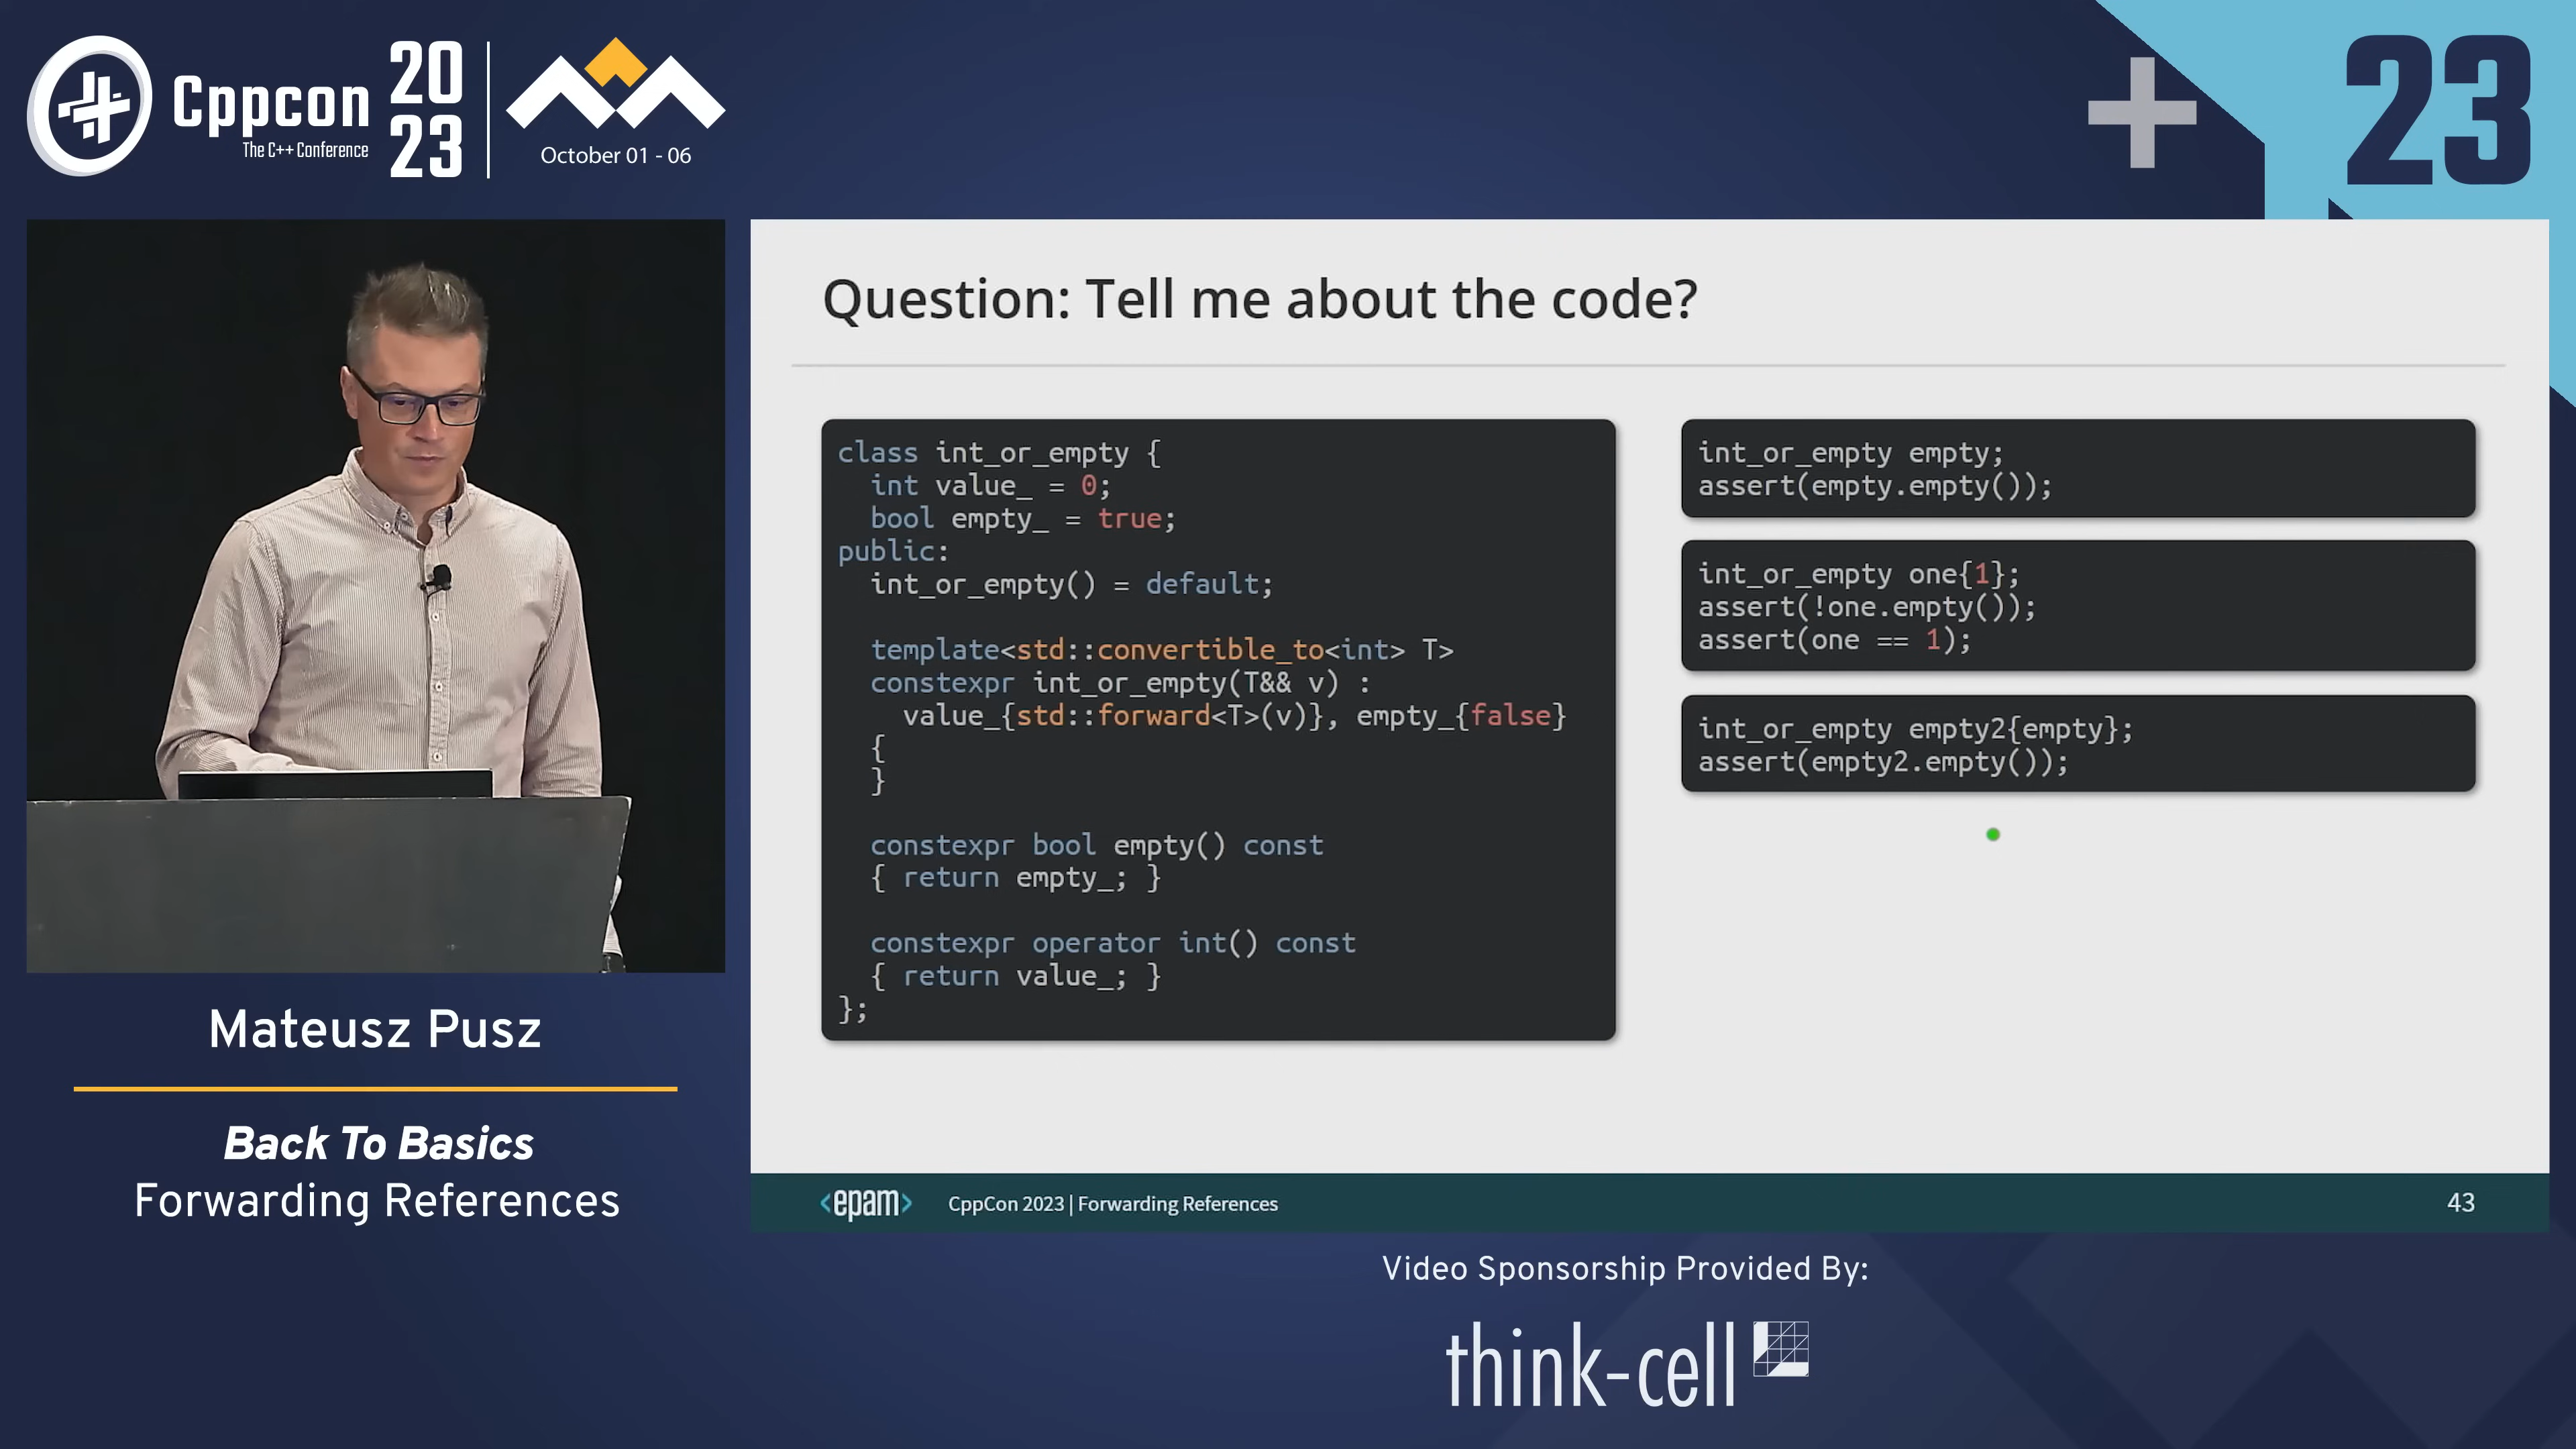 Cppcon
The C++ Conference
20
23
October 01 - 06
23
Question: Tell me about the code?
class int_or_empty {
  int value_ = 0;
  bool empty_ = true;
public:
  int_or_empty() = default;
  template<std::convertible_to<int> T>
  constexpr int_or_empty(T&& v) :
    value_{std::forward<T>(v)}, empty_{false}
  {
  }
  constexpr bool empty() const
  { return empty_; }
  constexpr operator int() const
  { return value_; }
};
int_or_empty empty;
assert(empty.empty());
int_or_empty one{1};
assert(!one.empty());
assert(one == 1);
int_or_empty empty2{empty};
assert(empty2.empty());
<epam>
CppCon 2023 | Forwarding References
43
Mateusz Pusz
Back To Basics
Forwarding References
Video Sponsorship Provided By:
think-cell